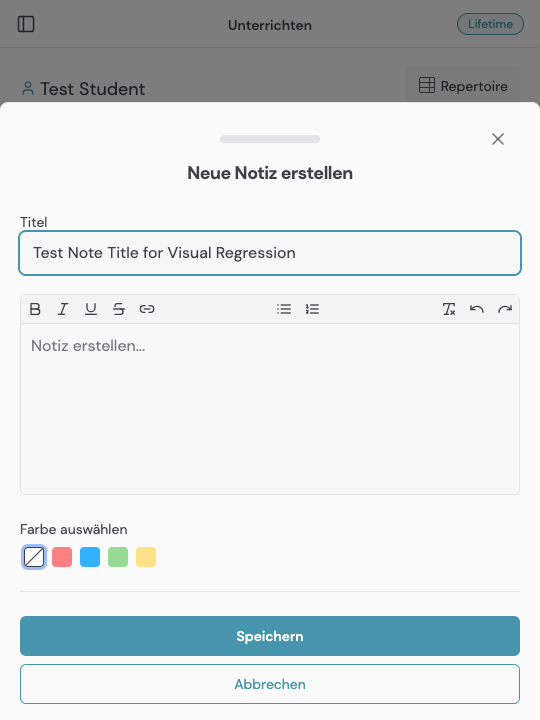 Unterrichten
Lifetime
Test Student
Repertoire
Neue Notiz erstellen
Titel
Test Note Title for Visual Regression
Notiz erstellen...
Farbe auswählen
Speichern
Abbrechen